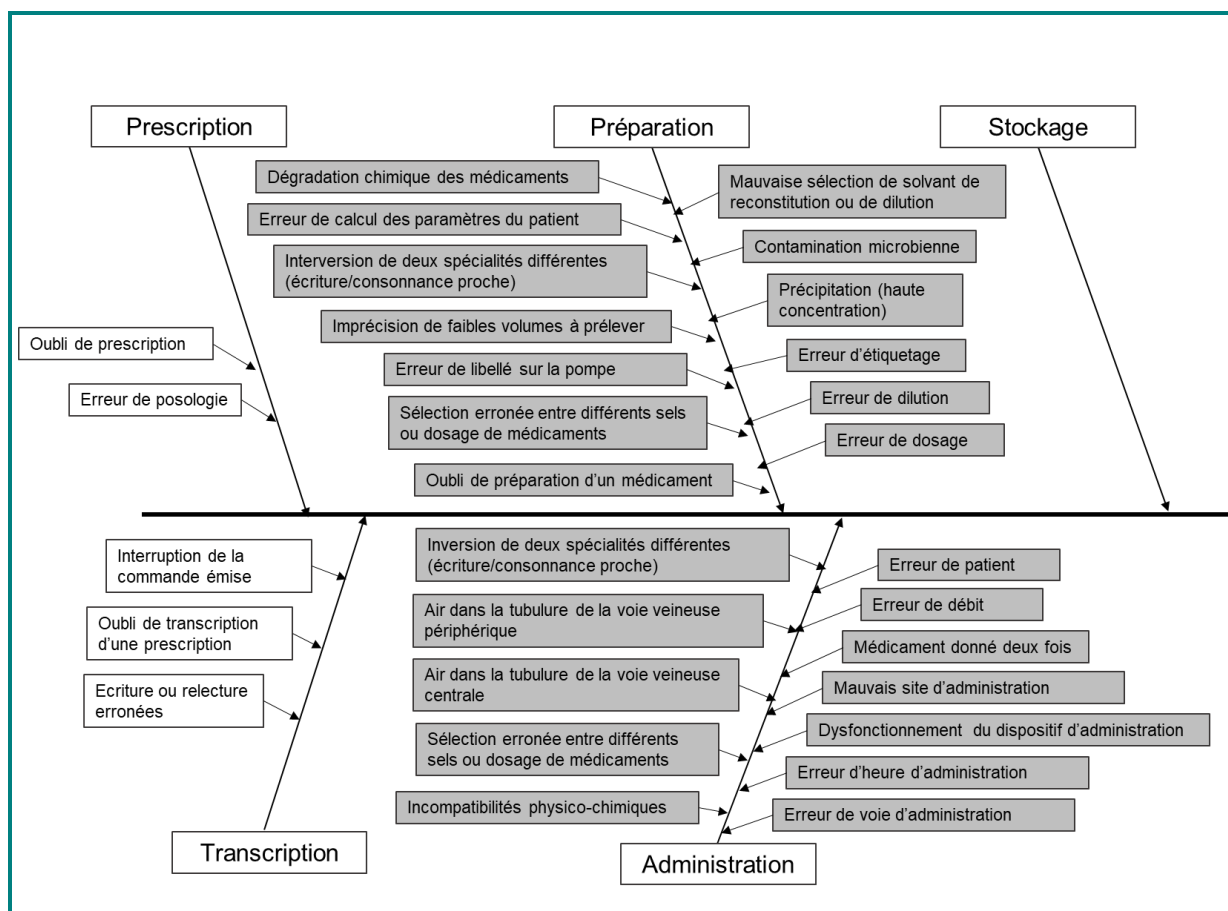 Prescription
Préparation
Stockage
Dégradation chimique des médicaments
Erreur de calcul des paramètres du patient
Interversion de deux spécialités différentes
(écriture/consonnance proche)
Imprécision de faibles volumes à prélever
Erreur de libellé sur la pompe
Sélection erronée entre différents sels
ou dosage de médicaments
Oubli de préparation d'un médicament
Mauvaise sélection de solvant de
reconstitution ou de dilution
Contamination microbienne
Précipitation (haute
concentration)
Erreur d'étiquetage
Erreur de dilution
Erreur de dosage
Oubli de prescription
Erreur de posologie
Interruption de la
commande émise
Oubli de transcription
d'une prescription
Ecriture ou relecture
erronées
Inversion de deux spécialités différentes
(écriture/consonnance proche)
Air dans la tubulure de la voie veineuse
périphérique
Air dans la tubulure de la voie veineuse
centrale
Sélection erronée entre différents
sels ou dosage de médicaments
Incompatibilités physico-chimiques
Erreur de patient
Erreur de débit
Médicament donné deux fois
Mauvais site d'administration
Dysfonctionnement du dispositif d'administration
Erreur d'heure d'administration
Erreur de voie d'administration
Transcription
Administration